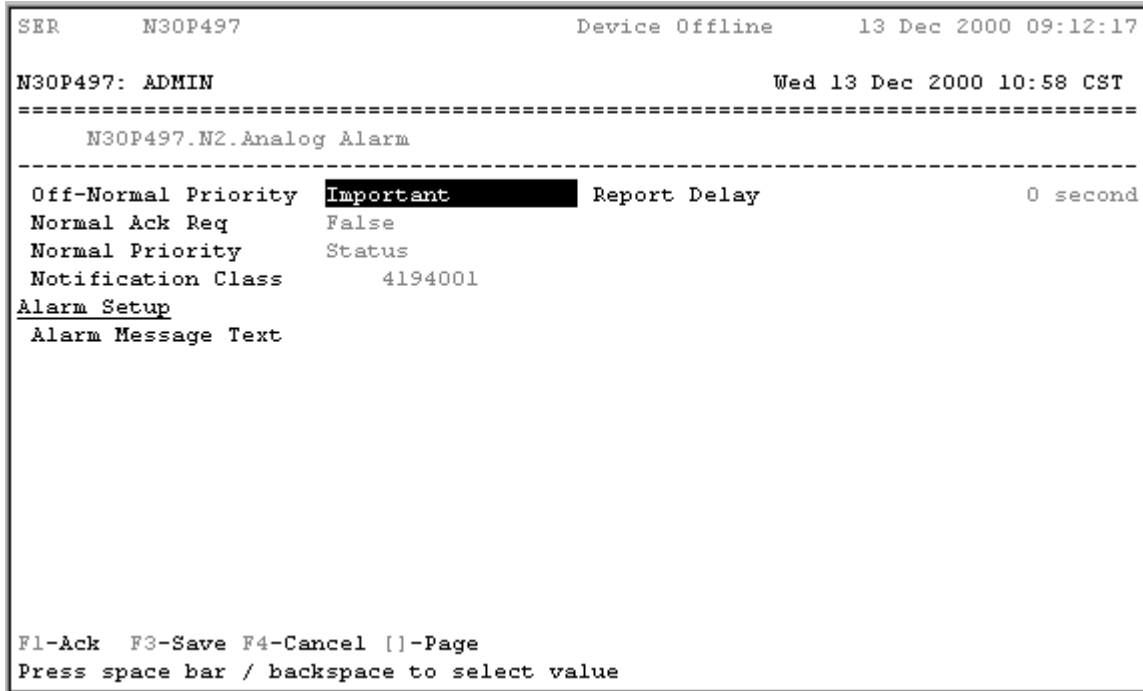 SER N30P497 Device Offline 13 Dec 2000 09:12:17
N30P497: ADMIN Wed 13 Dec 2000 10:58 CST
================================================================================
N30P497.N2.Analog Alarm
--------------------------------------------------------------------------------
Off-Normal Priority Important Report Delay 0 second
Normal Ack Req False
Normal Priority Status
Notification Class 4194001
Alarm Setup
Alarm Message Text
F1-Ack F3-Save F4-Cancel []-Page
Press space bar / backspace to select value